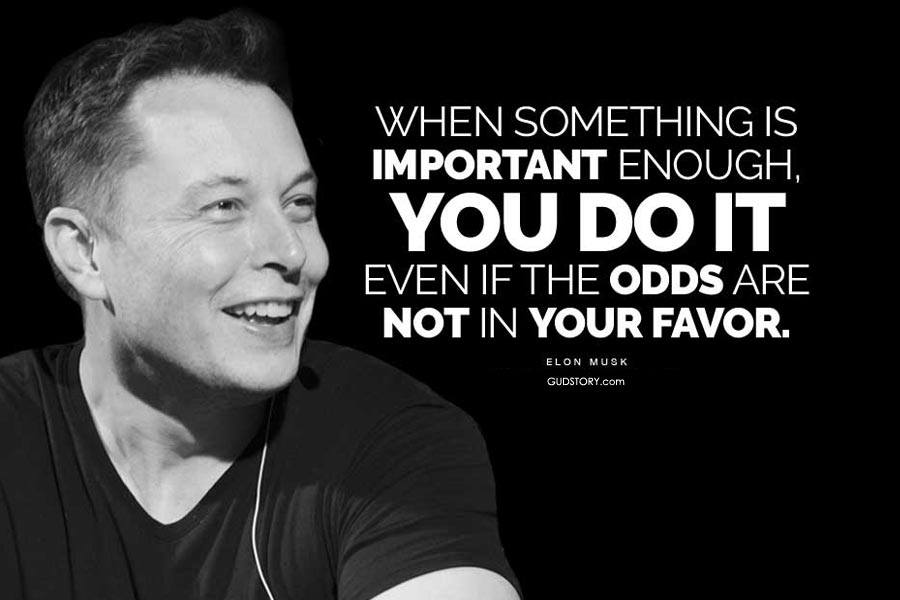 WHEN SOMETHING IS
IMPORTANT ENOUGH,
YOU DO IT
EVEN IF THE ODDS ARE
NOT IN YOUR FAVOR.
ELON MUSK
GUDSTORY.com